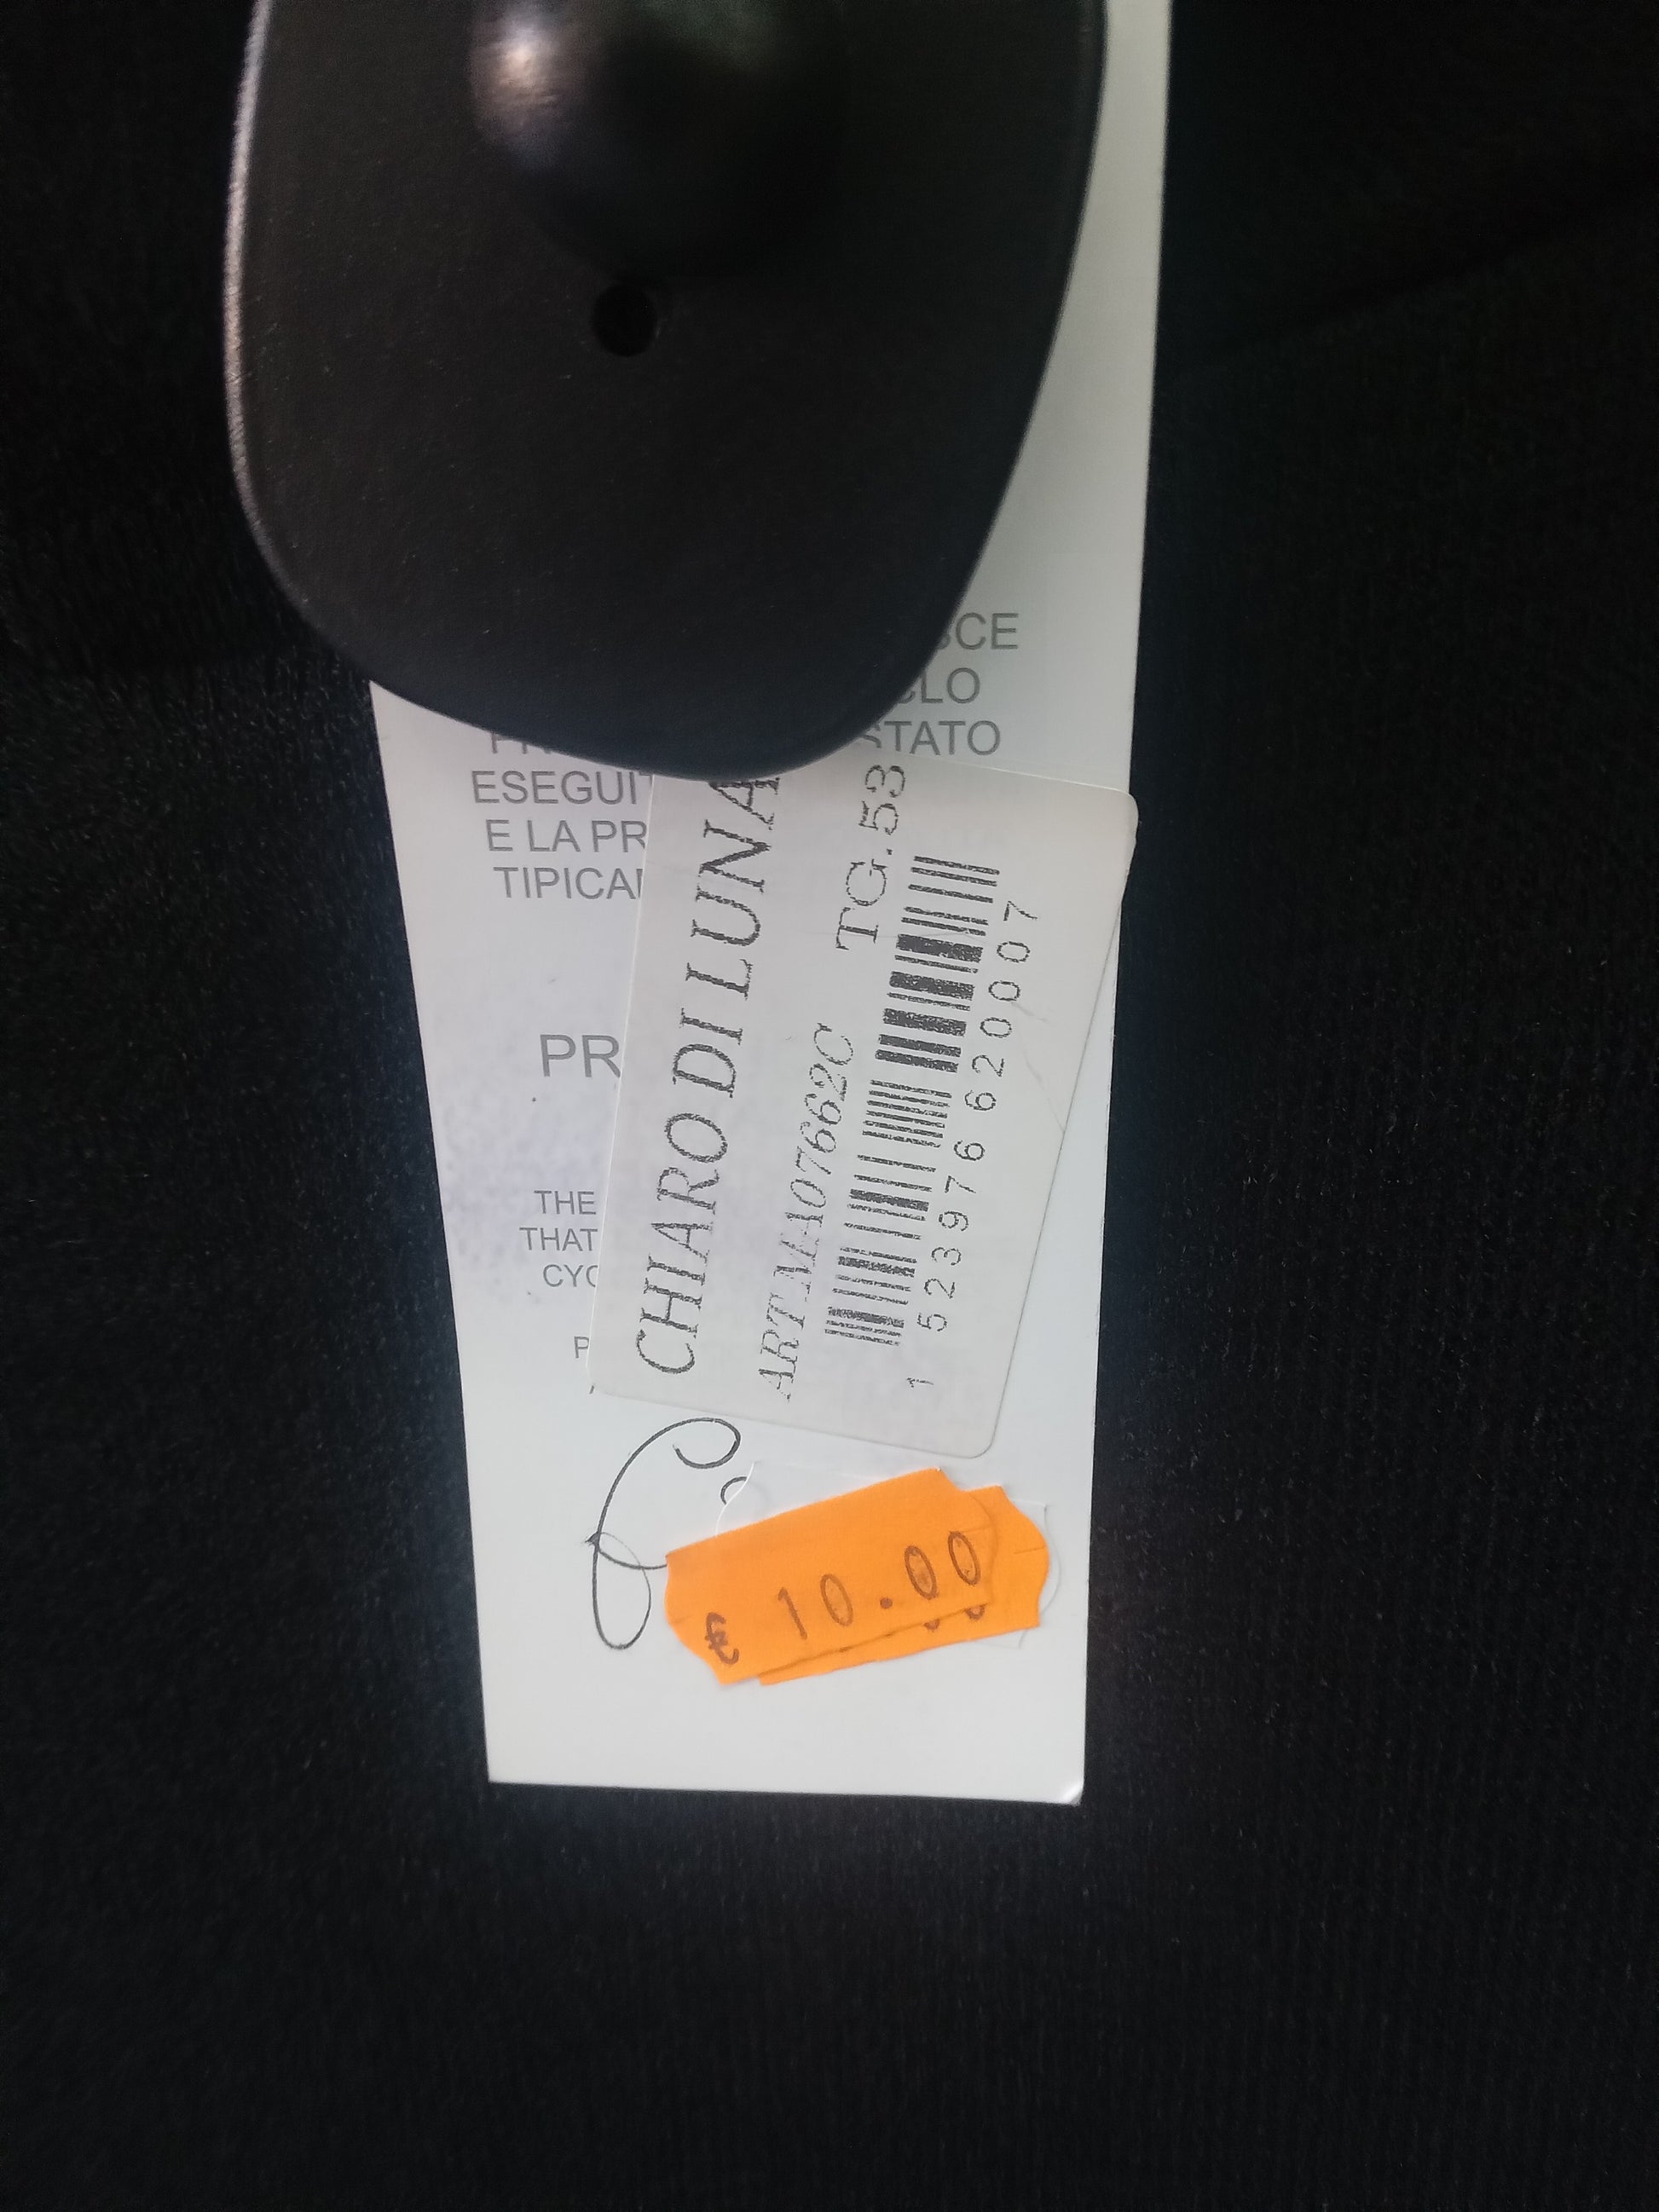 SCE
CLO
STATO
ESEGUI
E LA PR
TIPICA
PR
THE
THAT
CYC
P
CHIARO DI LUNA
ART.MA107662C TG.53
1 523976 620007
€ 10.00